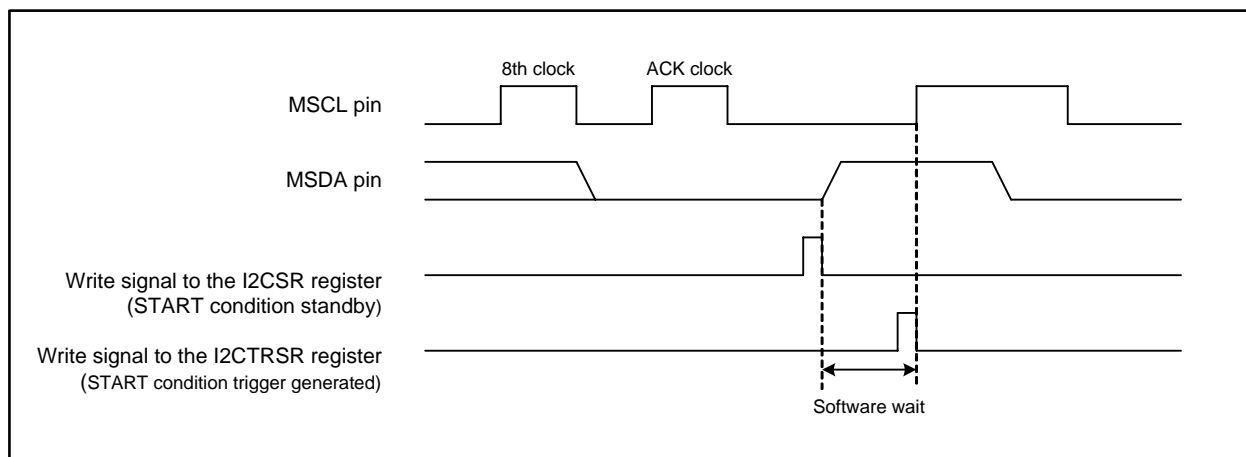 8th clock
ACK clock
MSCL pin
MSDA pin
Write signal to the I2CSR register
(START condition standby)
Write signal to the I2CTRSR register
(START condition trigger generated)
Software wait